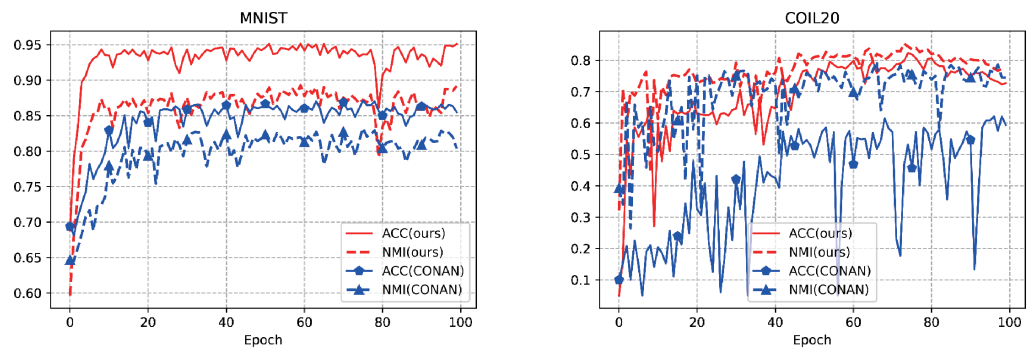 MNIST
0.95
0.90
0.85
0.80
0.75
0.70
0.65
0.60
0 20 40 60 80 100
Epoch
ACC(ours)
NMI(ours)
ACC(CONAN)
NMI(CONAN)
COIL20
0.8
0.7
0.6
0.5
0.4
0.3
0.2
0.1
0 20 40 60 80 100
Epoch
ACC(ours)
NMI(ours)
ACC(CONAN)
NMI(CONAN)